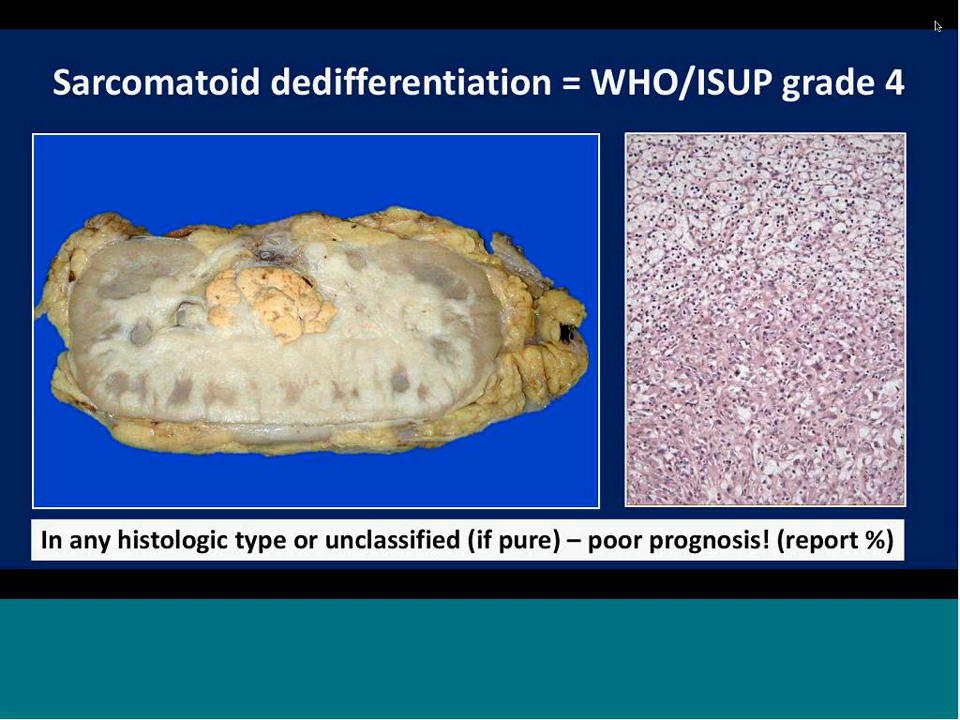 Sarcomatoid dedifferentiation = WHO/ISUP grade 4
In any histologic type or unclassified (if pure) – poor prognosis! (report %)